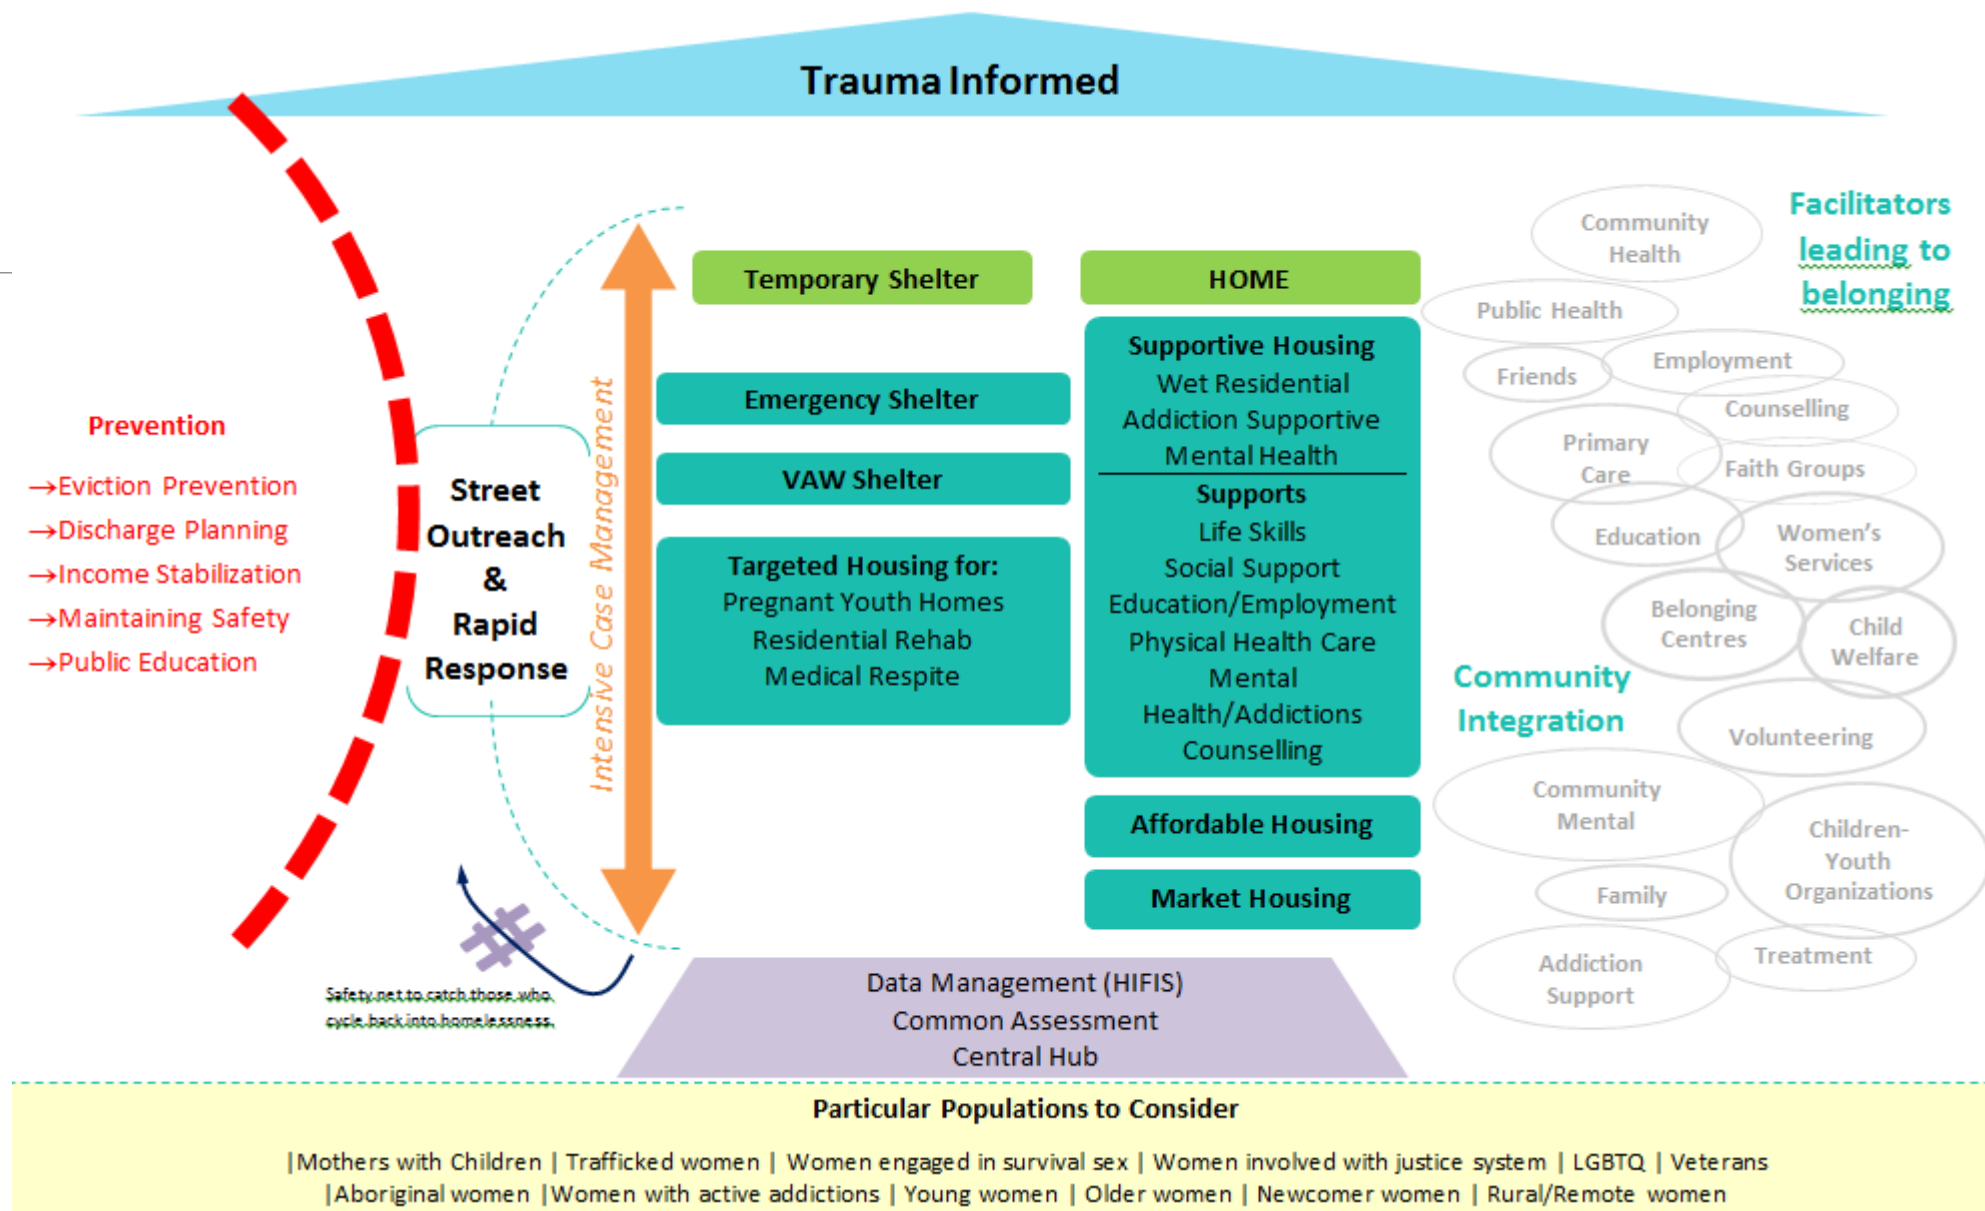 Trauma Informed
Prevention
→Eviction Prevention
→Discharge Planning
→Income Stabilization
→Maintaining Safety
→Public Education
Street
Outreach
&
Rapid
Response
Intensive Case Management
Temporary Shelter
Emergency Shelter
VAW Shelter
Targeted Housing for:
Pregnant Youth Homes
Residential Rehab
Medical Respite
HOME
Supportive Housing
Wet Residential
Addiction Supportive
Mental Health
Supports
Life Skills
Social Support
Education/Employment
Physical Health Care
Mental
Health/Addictions
Counselling
Affordable Housing
Market Housing
Facilitators
leading to
belonging
Community
Health
Public Health
Friends
Employment
Counselling
Primary
Care
Faith Groups
Education
Women's
Services
Belonging
Centres
Child
Welfare
Community
Integration
Volunteering
Community
Mental
Children-
Youth
Organizations
Family
Addiction
Support
Treatment
#
Safety net to catch those who
cycle back into homelessness.
Data Management (HIFIS)
Common Assessment
Central Hub
Particular Populations to Consider
|Mothers with Children | Trafficked women | Women engaged in survival sex | Women involved with justice system | LGBTQ | Veterans
|Aboriginal women |Women with active addictions | Young women | Older women | Newcomer women | Rural/Remote women